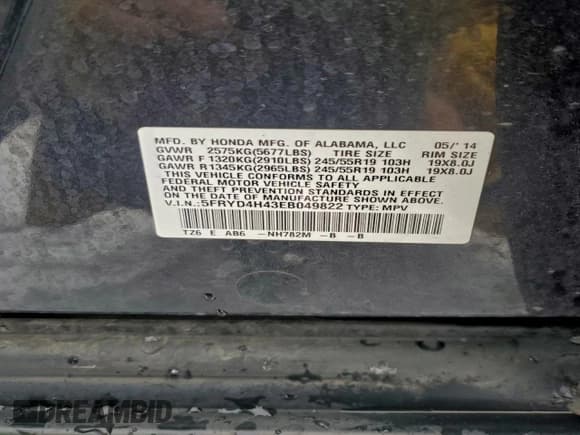 MFD. BY HONDA MFG. OF ALABAMA, LLC 05/'14
GVWR 2575KG(5677LBS) TIRE SIZE RIM SIZE
GAWR F 1320KG(2910LBS) 245/55R19 103H 19X8.0J
GAWR R1345KG(2965LBS) 245/55R19 103H 19X8.0J
THIS VEHICLE CONFORMS TO ALL APPLICABLE
FEDERAL MOTOR VEHICLE SAFETY
AND THEFT PREVENTION STANDARDS IN EFFECT
ON THE DATE OF MANUFACTURE SHOWN ABOVE.
V.I.N.: 5FRYD4H43EB049822 TYPE: MPV
TZ6 E AB6 -NH782M -B -B
DREAMBID